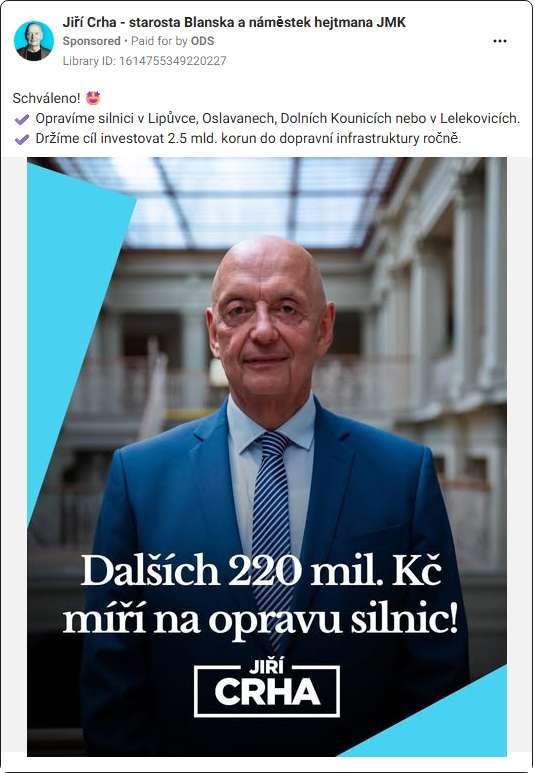 Jiří Crha - starosta Blanska a náměstek hejtmana JMK
Sponsored • Paid for by ODS
Library ID: 1614755349220227
Schváleno! 🤩
✔ Opravíme silnici v Lipůvce, Oslavanech, Dolních Kounicích nebo v Lelekovicích.
✔ Držíme cíl investovat 2.5 mld. korun do dopravní infrastruktury ročně.
Dalších 220 mil. Kč
míří na opravu silnic!
JIŘÍ
CRHA